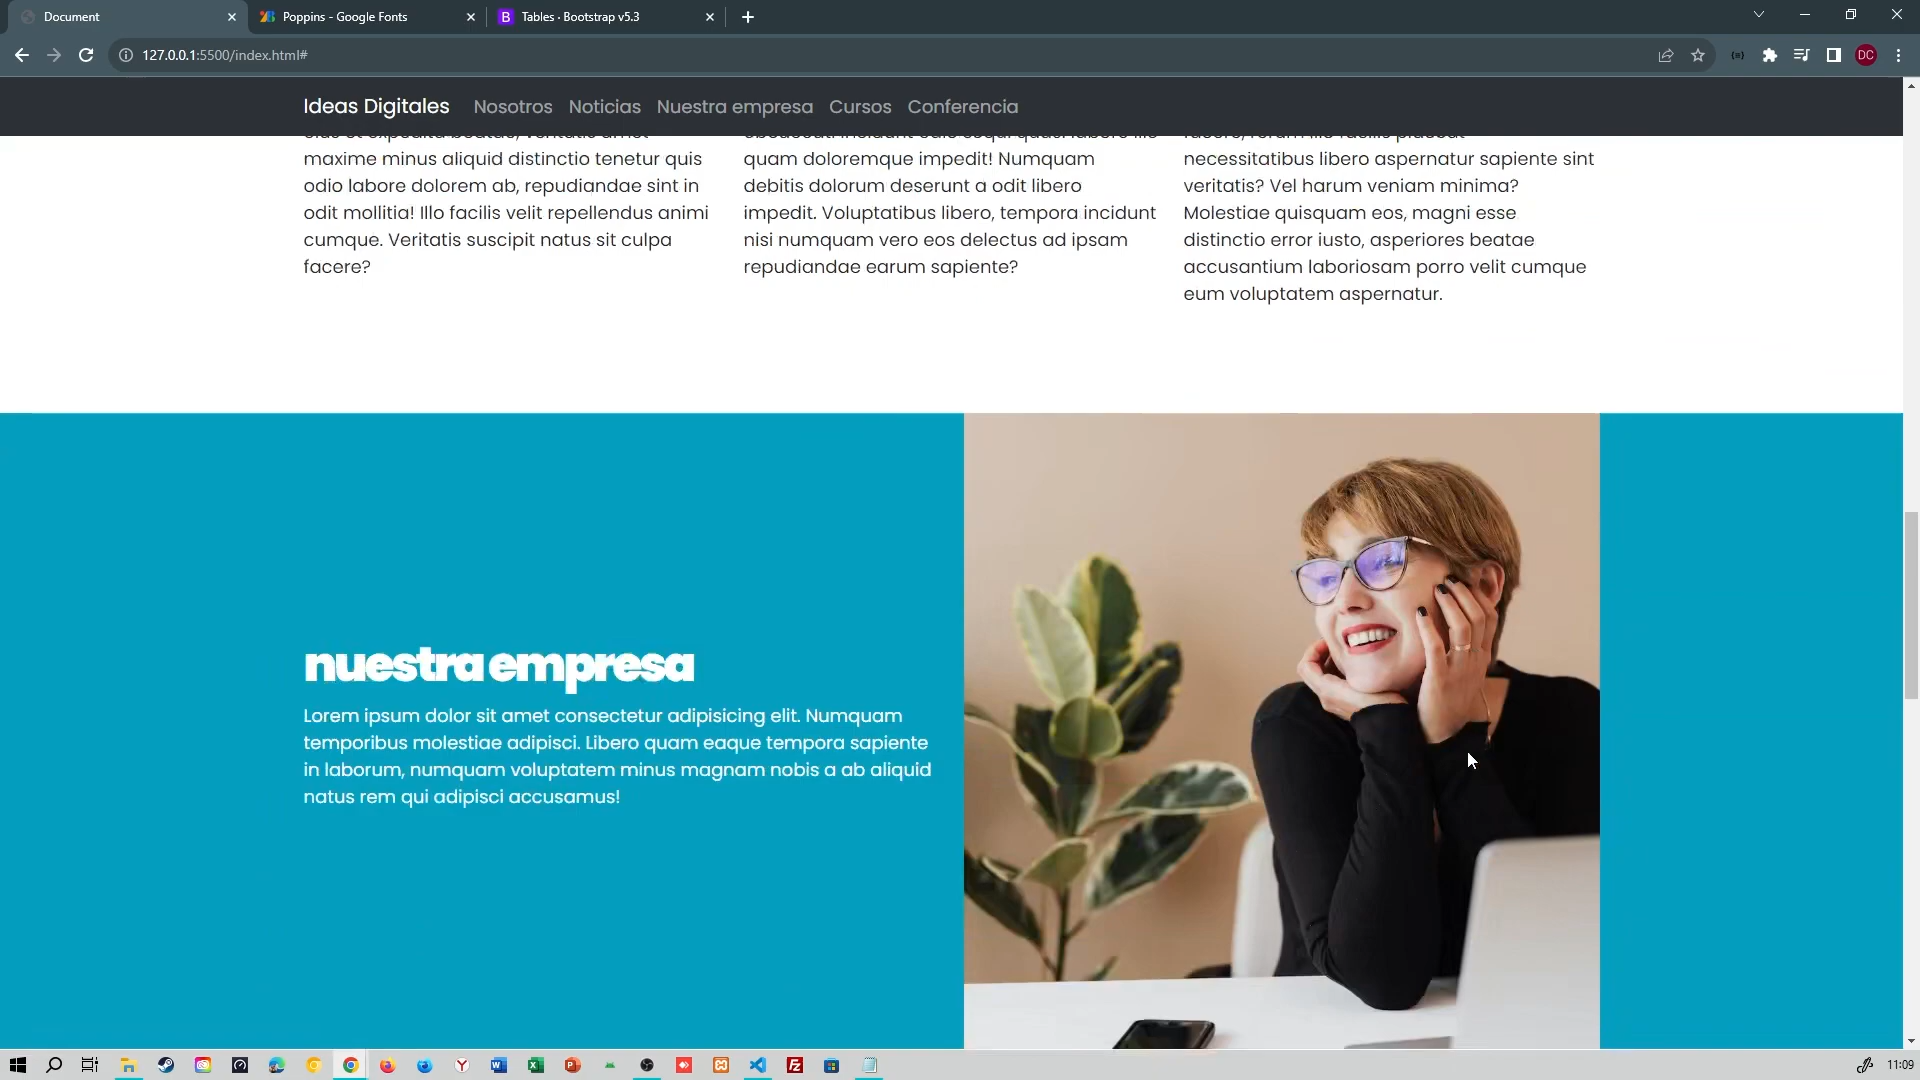 Document
Poppins - Google Fonts
B Tables · Bootstrap v5.3
127.0.0.1:5500/index.html#
DC
Ideas Digitales Nosotros Noticias Nuestra empresa Cursos Conferencia
maxime minus aliquid distinctio tenetur quis
odio labore dolorem ab, repudiandae sint in
odit mollitia! Illo facilis velit repellendus animi
cumque. Veritatis suscipit natus sit culpa
facere?
quam doloremque impedit! Numquam
debitis dolorum deserunt a odit libero
impedit. Voluptatibus libero, tempora incidunt
nisi numquam vero eos delectus ad ipsam
repudiandae earum sapiente?
necessitatibus libero aspernatur sapiente sint
veritatis? Vel harum veniam minima?
Molestiae quisquam eos, magni esse
distinctio error iusto, asperiores beatae
accusantium laboriosam porro velit cumque
eum voluptatem aspernatur.
nuestra empresa
Lorem ipsum dolor sit amet consectetur adipisicing elit. Numquam
temporibus molestiae adipisci. Libero quam eaque tempora sapiente
in laborum, numquam voluptatem minus magnam nobis a ab aliquid
natus rem qui adipisci accusamus!
11:09